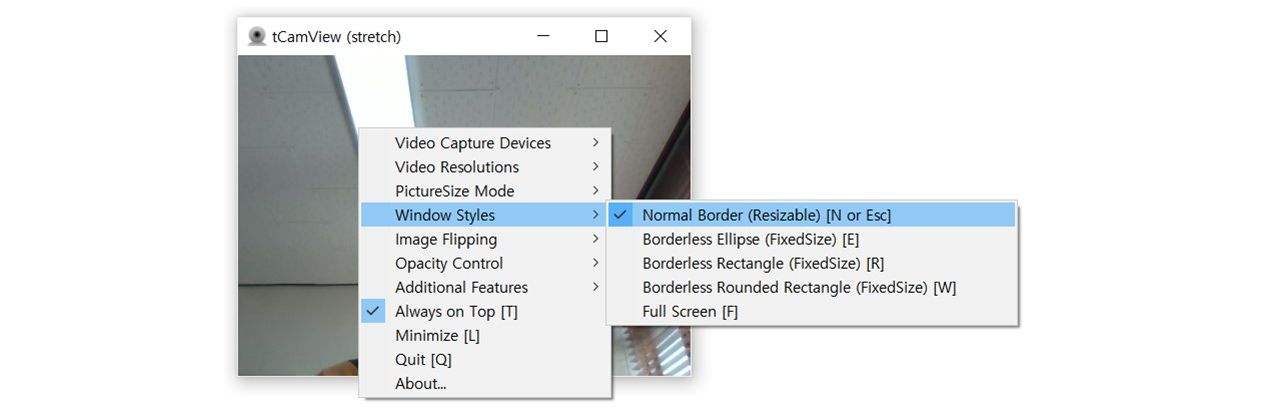 tCamView (stretch)
Video Capture Devices
Video Resolutions
PictureSize Mode
Window Styles
Image Flipping
Opacity Control
Additional Features
Always on Top [T]
Minimize [L]
Quit [Q]
About...
Normal Border (Resizable) [N or Esc]
Borderless Ellipse (FixedSize) [E]
Borderless Rectangle (FixedSize) [R]
Borderless Rounded Rectangle (FixedSize) [W]
Full Screen [F]